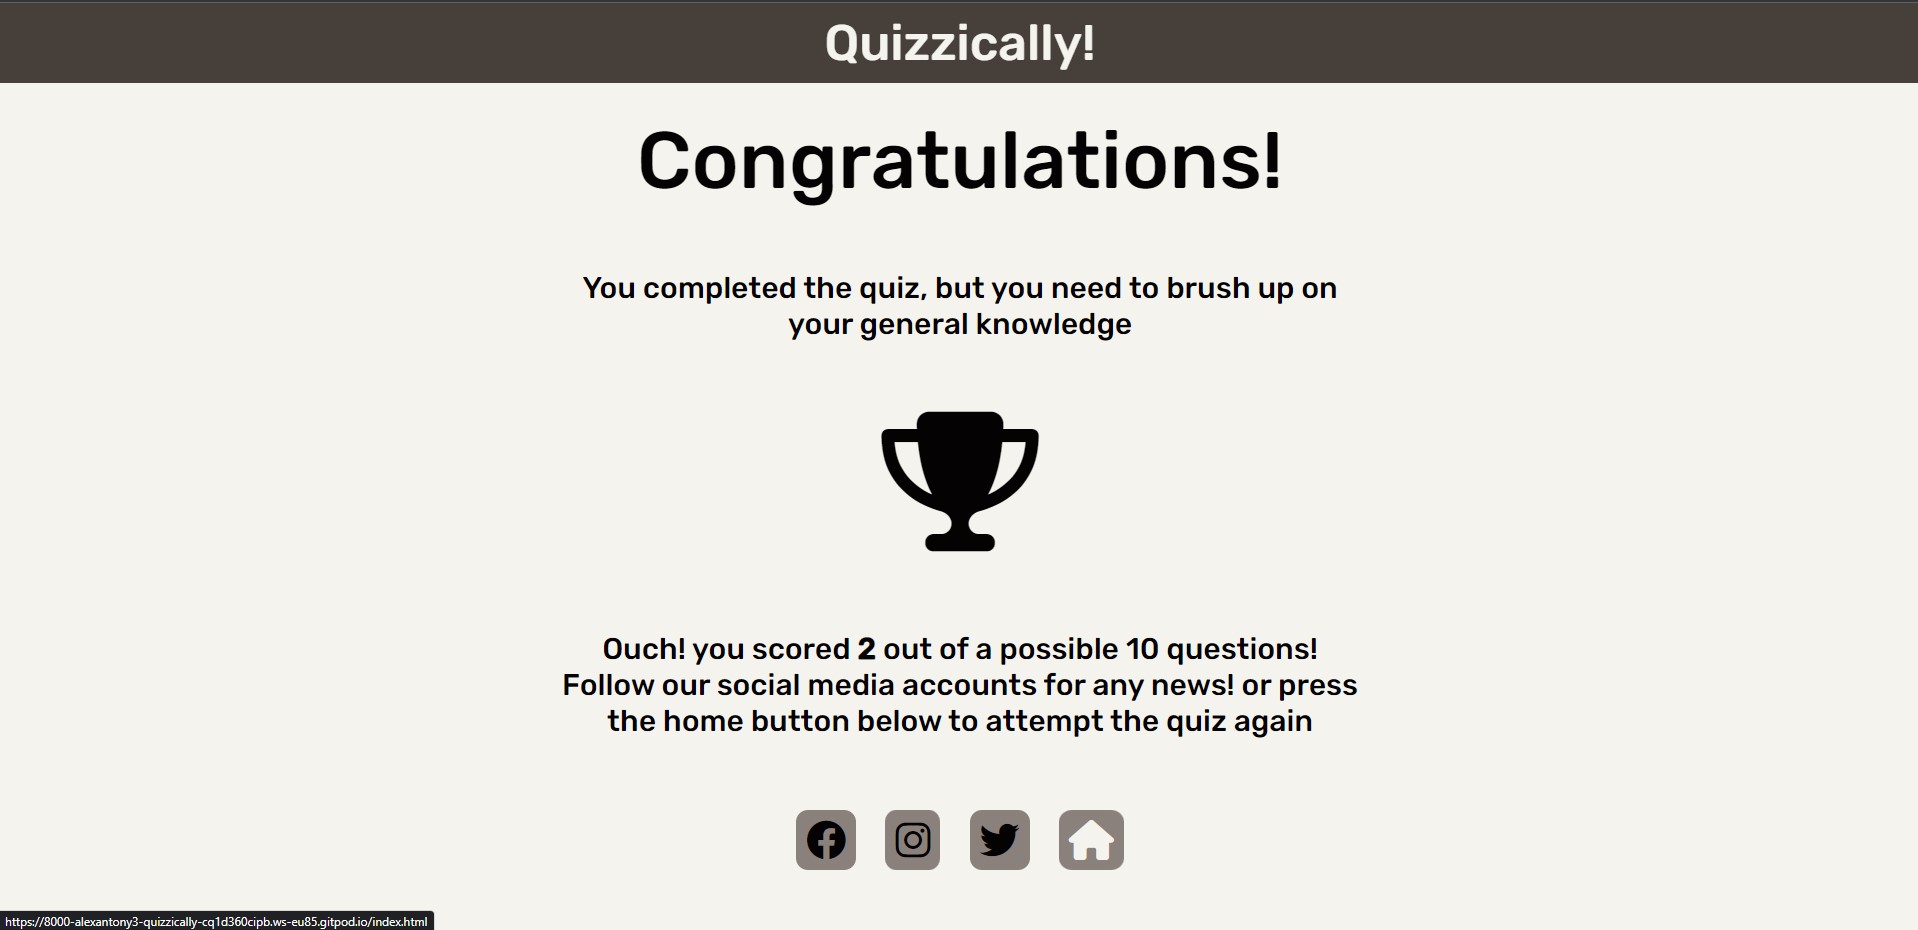 Quizzically!
Congratulations!
You completed the quiz, but you need to brush up on
your general knowledge
Ouch! you scored 2 out of a possible 10 questions!
Follow our social media accounts for any news! or press
the home button below to attempt the quiz again
https://8000-alexantony3-quizzically-cq1d360cipb.ws-eu85.gitpod.io/index.html